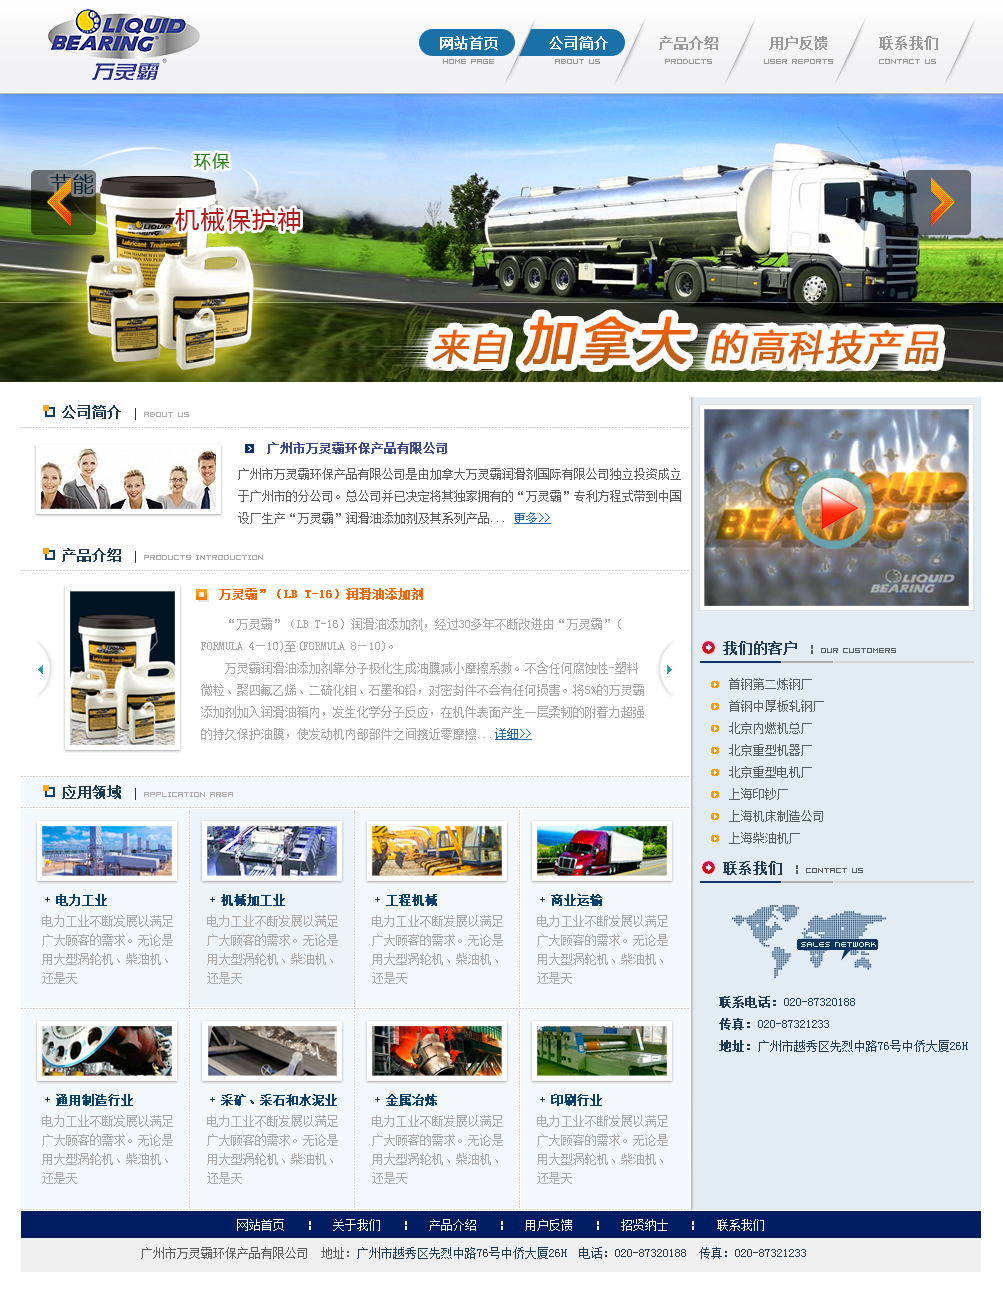 LIQUID
BEARING
万灵霸
网站首页
HOME PAGE
公司简介
ABOUT US
产品介绍
PRODUCTS
用户反馈
USER REPORTS
联系我们
CONTACT US
节能
环保
机械保护神
来自 加拿大 的高科技产品
公司简介 | ABOUT US
广州市万灵霸环保产品有限公司
广州市万灵霸环保产品有限公司是由加拿大万灵霸润滑剂国际有限公司独立投资成立
于广州市的分公司。总公司并已决定将其独家拥有的“万灵霸”专利方程式带到中国
设厂生产“万灵霸”润滑油添加剂及其系列产品... 更多>>
产品介绍 | PRODUCTS INTRODUCTION
万灵霸”（LB T-16）润滑油添加剂
“万灵霸”（LB T-16）润滑油添加剂，经过30多年不断改进由“万灵霸”（
FORMULA 4—10)至(FORMULA 8—10)。
万灵霸润滑油添加剂靠分子极化生成油膜减小摩擦系数。不含任何腐蚀性-塑料
微粒、聚四氟乙烯、二硫化钼、石墨和铅，对密封件不会有任何损害。将5%的万灵霸
添加剂加入润滑油箱内，发生化学分子反应，在机件表面产生一层柔韧的附着力超强
的持久保护油膜，使发动机内部部件之间接近零摩擦...详细>>
应用领域 | APPLICATION AREA
+ 电力工业
电力工业不断发展以满足
广大顾客的需求。无论是
用大型涡轮机、柴油机、
还是天
+ 机械加工业
电力工业不断发展以满足
广大顾客的需求。无论是
用大型涡轮机、柴油机、
还是天
+ 工程机械
电力工业不断发展以满足
广大顾客的需求。无论是
用大型涡轮机、柴油机、
还是天
+ 商业运输
电力工业不断发展以满足
广大顾客的需求。无论是
用大型涡轮机、柴油机、
还是天
+ 通用制造行业
电力工业不断发展以满足
广大顾客的需求。无论是
用大型涡轮机、柴油机、
还是天
+ 采矿、采石和水泥业
电力工业不断发展以满足
广大顾客的需求。无论是
用大型涡轮机、柴油机、
还是天
+ 金属冶炼
电力工业不断发展以满足
广大顾客的需求。无论是
用大型涡轮机、柴油机、
还是天
+ 印刷行业
电力工业不断发展以满足
广大顾客的需求。无论是
用大型涡轮机、柴油机、
还是天
LIQUID
BEARING
我们的客户 | OUR CUSTOMERS
首钢第二炼钢厂
首钢中厚板轧钢厂
北京内燃机总厂
北京重型机器厂
北京重型电机厂
上海印钞厂
上海机床制造公司
上海柴油机厂
联系我们 | CONTACT US
SALES NETWORK
联系电话：020-87320188
传真：020-87321233
地址：广州市越秀区先烈中路76号中侨大厦26H
网站首页 ¦ 关于我们 ¦ 产品介绍 ¦ 用户反馈 ¦ 招贤纳士 ¦ 联系我们
广州市万灵霸环保产品有限公司 地址：广州市越秀区先烈中路76号中侨大厦26H 电话：020-87320188 传真：020-87321233